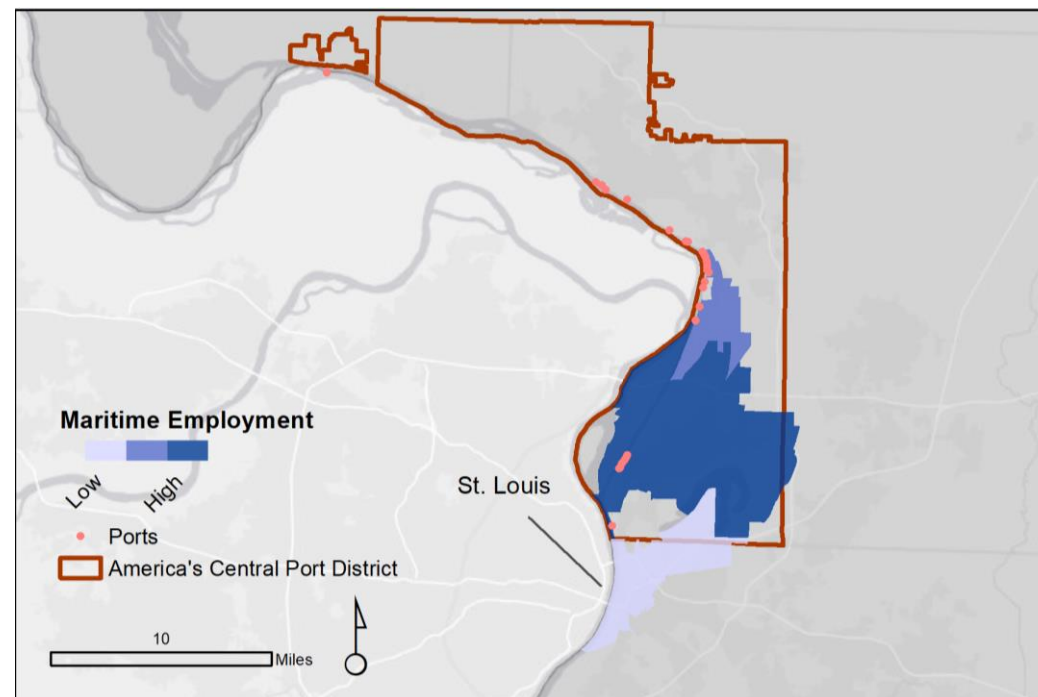 Maritime Employment
Low
High
Ports
America's Central Port District
10
Miles
St. Louis